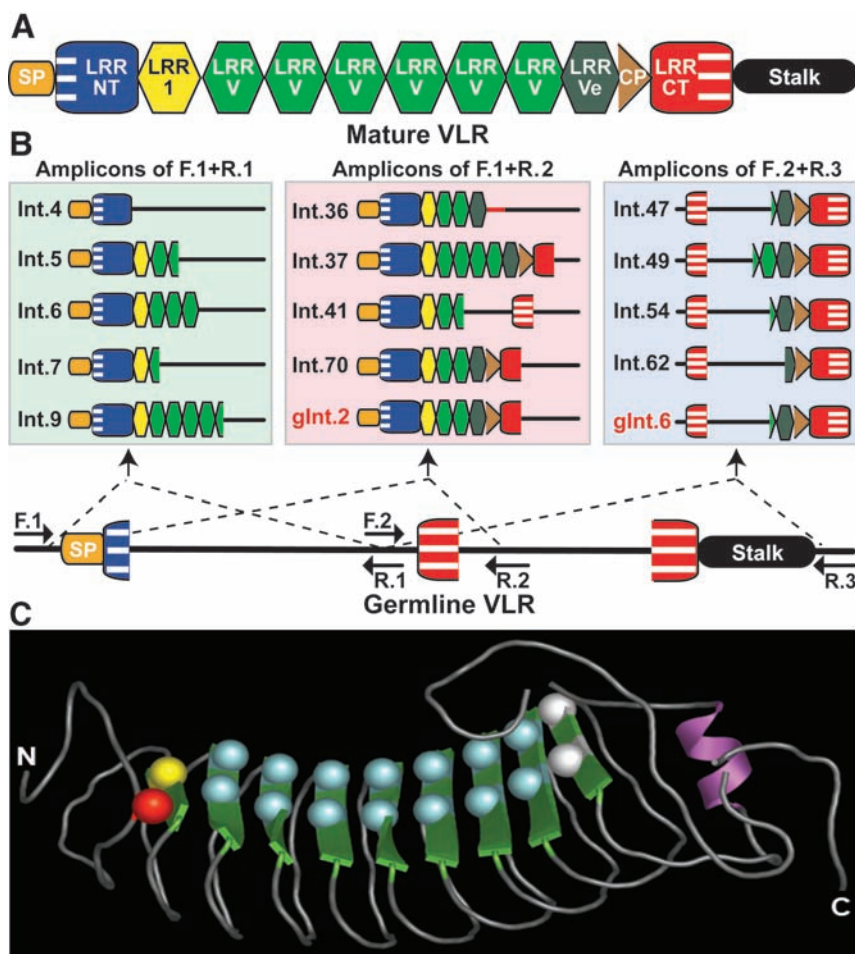 A
SP LRR NT LRR 1 LRR V LRR V LRR V LRR V LRR V LRR V LRR Ve CP LRR CT Stalk
Mature VLR
B
Amplicons of F.1+R.1 Amplicons of F.1+R.2 Amplicons of F.2+R.3
Int.4 Int.36 Int.47
Int.5 Int.37 Int.49
Int.6 Int.41 Int.54
Int.7 Int.70 Int.62
Int.9 gInt.2 gInt.6
F.1 F.2
SP Stalk
R.1 R.2 R.3
Germline VLR
C
N
C